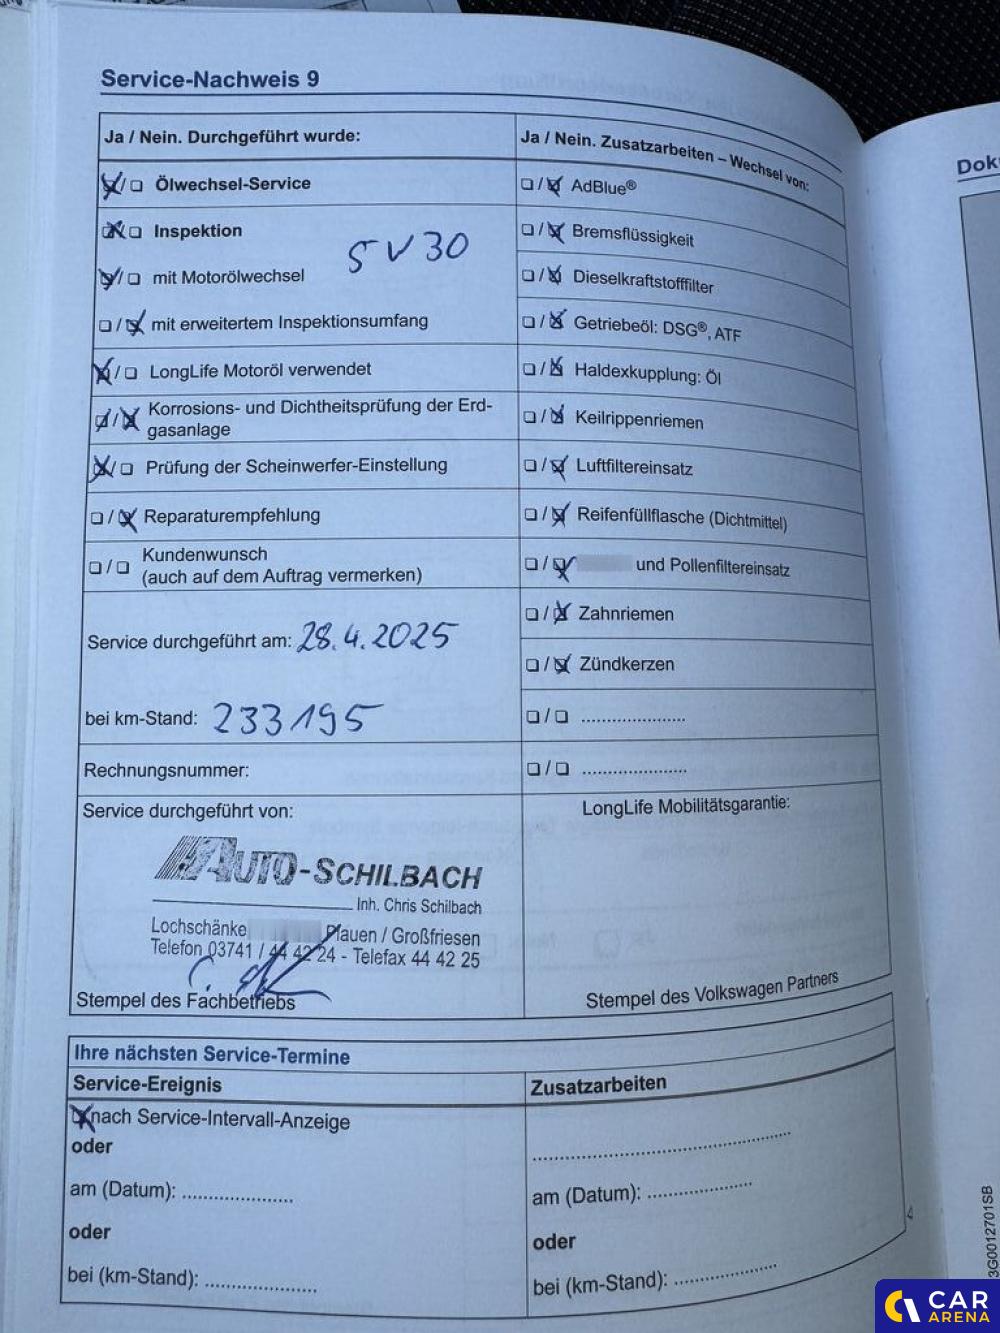 Service-Nachweis 9
Ja / Nein. Durchgeführt wurde:
Ölwechsel-Service
Inspektion
5 V 30
mit Motorölwechsel
mit erweitertem Inspektionsumfang
LongLife Motoröl verwendet
Korrosions- und Dichtheitsprüfung der Erd-
gasanlage
Prüfung der Scheinwerfer-Einstellung
Reparaturempfehlung
Kundenwunsch
(auch auf dem Auftrag vermerken)
Service durchgeführt am: 28.4.2025
bei km-Stand: 233195
Rechnungsnummer:
Service durchgeführt von:
AUTO-SCHILBACH
Inh. Chris Schilbach
Lochschänke Plauen / Großfriesen
Telefon 03741 / 44 42 24 - Telefax 44 42 25
Stempel des Fachbetriebs
Ja / Nein. Zusatzarbeiten – Wechsel von:
AdBlue®
Bremsflüssigkeit
Dieselkraftstofffilter
Getriebeöl: DSG®, ATF
Haldexkupplung: Öl
Keilrippenriemen
Luftfiltereinsatz
Reifenfüllflasche (Dichtmittel)
und Pollenfiltereinsatz
Zahnriemen
Zündkerzen
LongLife Mobilitätsgarantie:
Stempel des Volkswagen Partners
Ihre nächsten Service-Termine
Service-Ereignis
nach Service-Intervall-Anzeige
oder
am (Datum):
oder
bei (km-Stand):
Zusatzarbeiten
am (Datum):
oder
bei (km-Stand):
Dok
3G0012701SB
CAR
ARENA